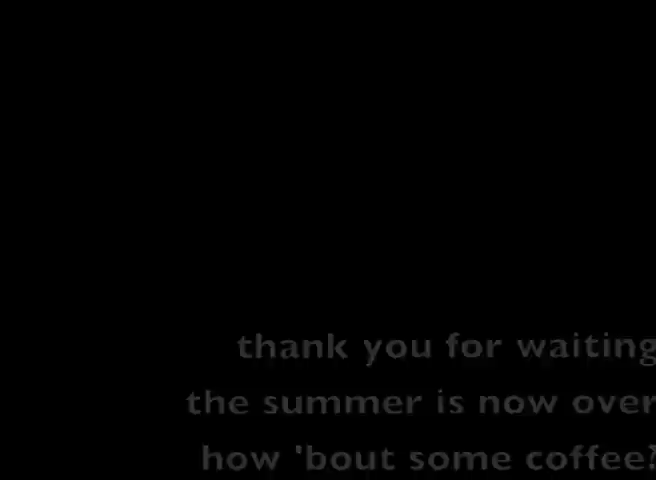 thank you for waiting
the summer is now over
how 'bout some coffee?